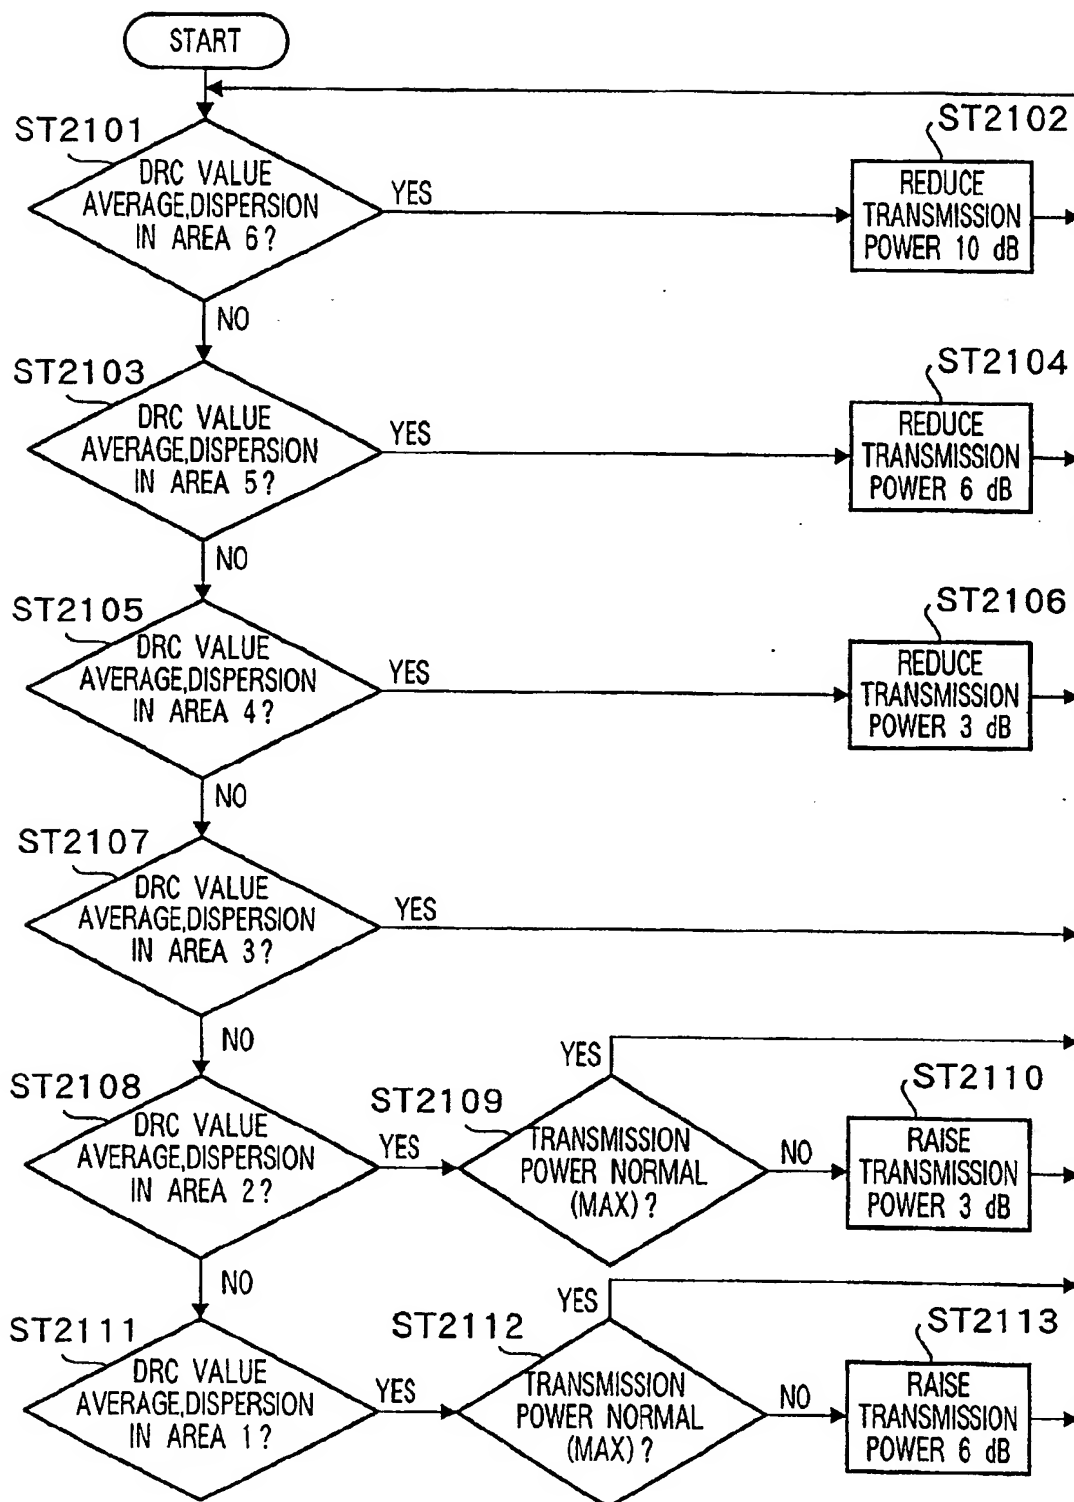 START
ST2101
DRC VALUE
AVERAGE,DISPERSION
IN AREA 6?
YES
NO
ST2102
REDUCE
TRANSMISSION
POWER 10 dB
ST2103
DRC VALUE
AVERAGE,DISPERSION
IN AREA 5?
YES
NO
ST2104
REDUCE
TRANSMISSION
POWER 6 dB
ST2105
DRC VALUE
AVERAGE,DISPERSION
IN AREA 4?
YES
NO
ST2106
REDUCE
TRANSMISSION
POWER 3 dB
ST2107
DRC VALUE
AVERAGE,DISPERSION
IN AREA 3?
YES
NO
ST2108
DRC VALUE
AVERAGE,DISPERSION
IN AREA 2?
YES
NO
ST2109
TRANSMISSION
POWER NORMAL
(MAX)?
YES
NO
ST2110
RAISE
TRANSMISSION
POWER 3 dB
ST2111
DRC VALUE
AVERAGE,DISPERSION
IN AREA 1?
YES
ST2112
TRANSMISSION
POWER NORMAL
(MAX)?
YES
NO
ST2113
RAISE
TRANSMISSION
POWER 6 dB